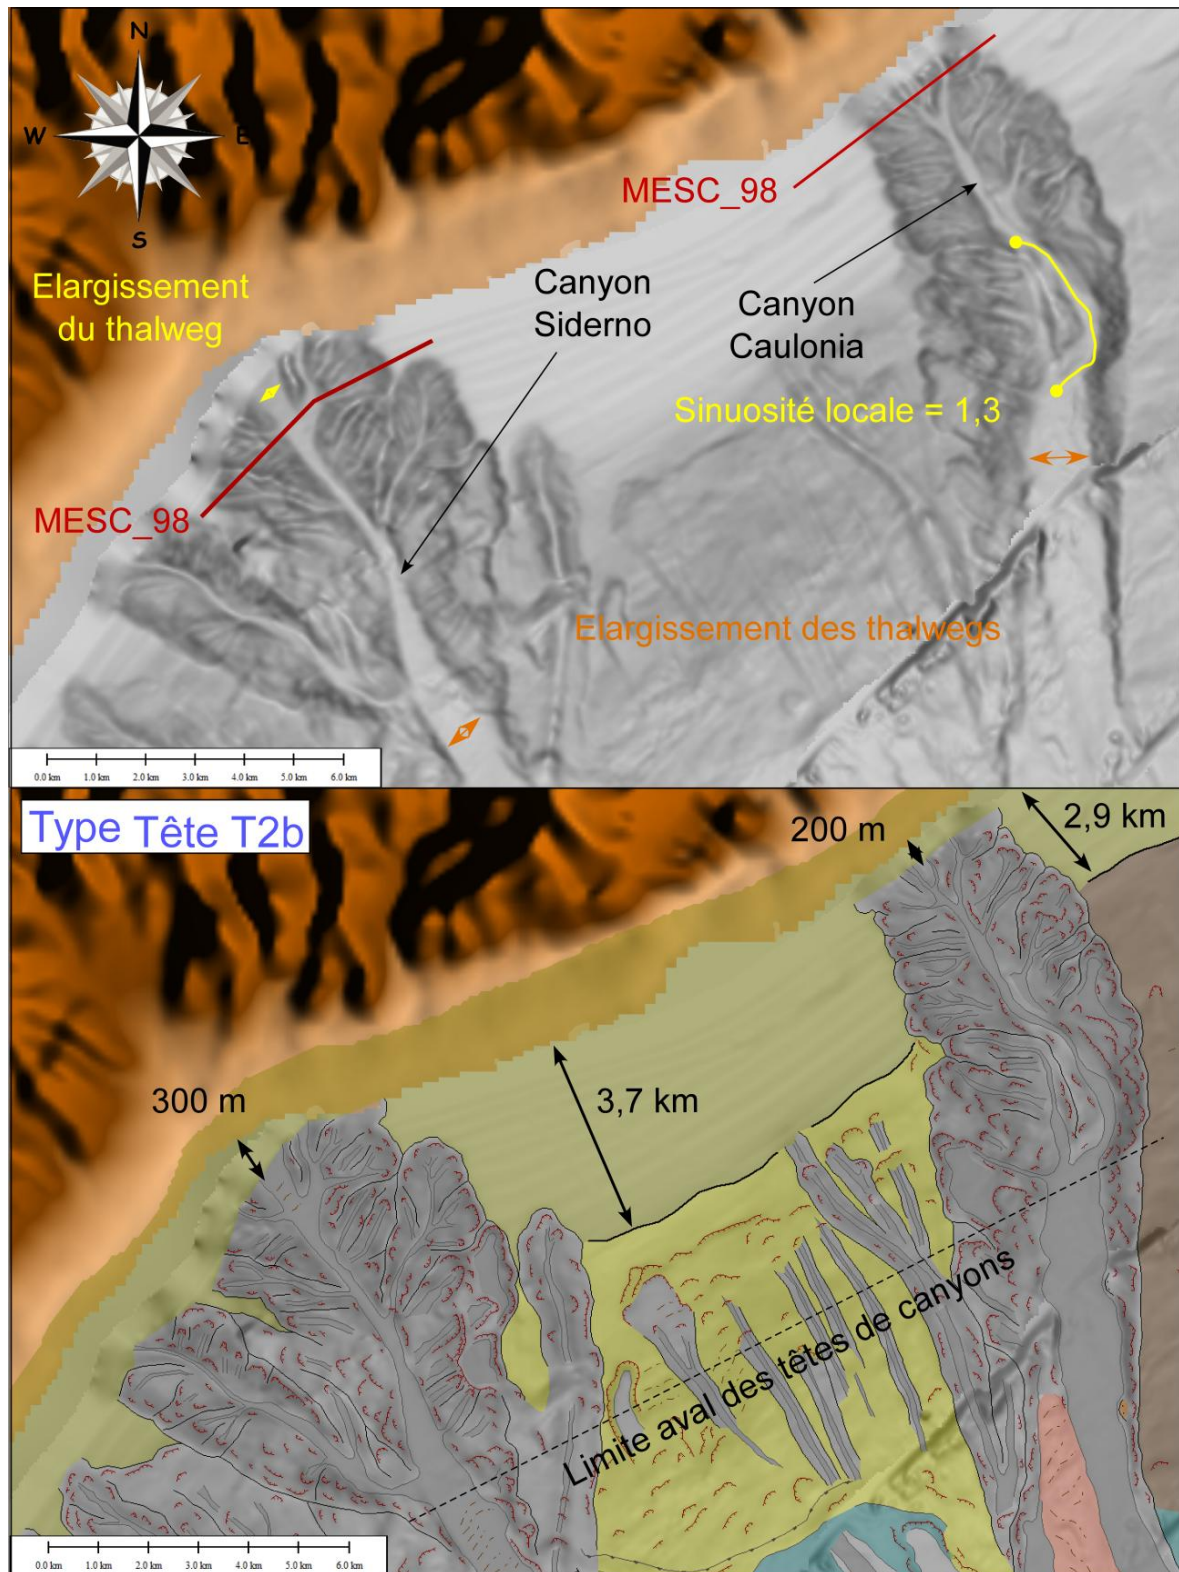 N
W
E
S
MESC_98
Elargissement
du thalweg
Canyon
Siderno
Canyon
Caulonia
Sinuosité locale = 1,3
MESC_98
Elargissement des thalwegs
0.0 km 1.0 km 2.0 km 3.0 km 4.0 km 5.0 km 6.0 km
Type Tête T2b
200 m
2,9 km
300 m
3,7 km
Limite aval des têtes de canyons
0.0 km 1.0 km 2.0 km 3.0 km 4.0 km 5.0 km 6.0 km